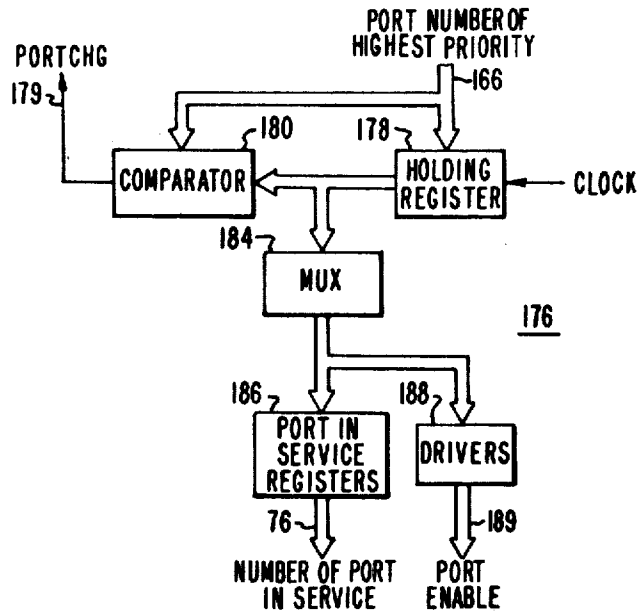 PORT NUMBER OF
HIGHEST PRIORITY
PORTCHG
179
166
180
178
COMPARATOR
HOLDING
REGISTER
CLOCK
184
MUX
176
186
188
PORT IN
SERVICE
REGISTERS
DRIVERS
76
189
NUMBER OF PORT
IN SERVICE
PORT
ENABLE